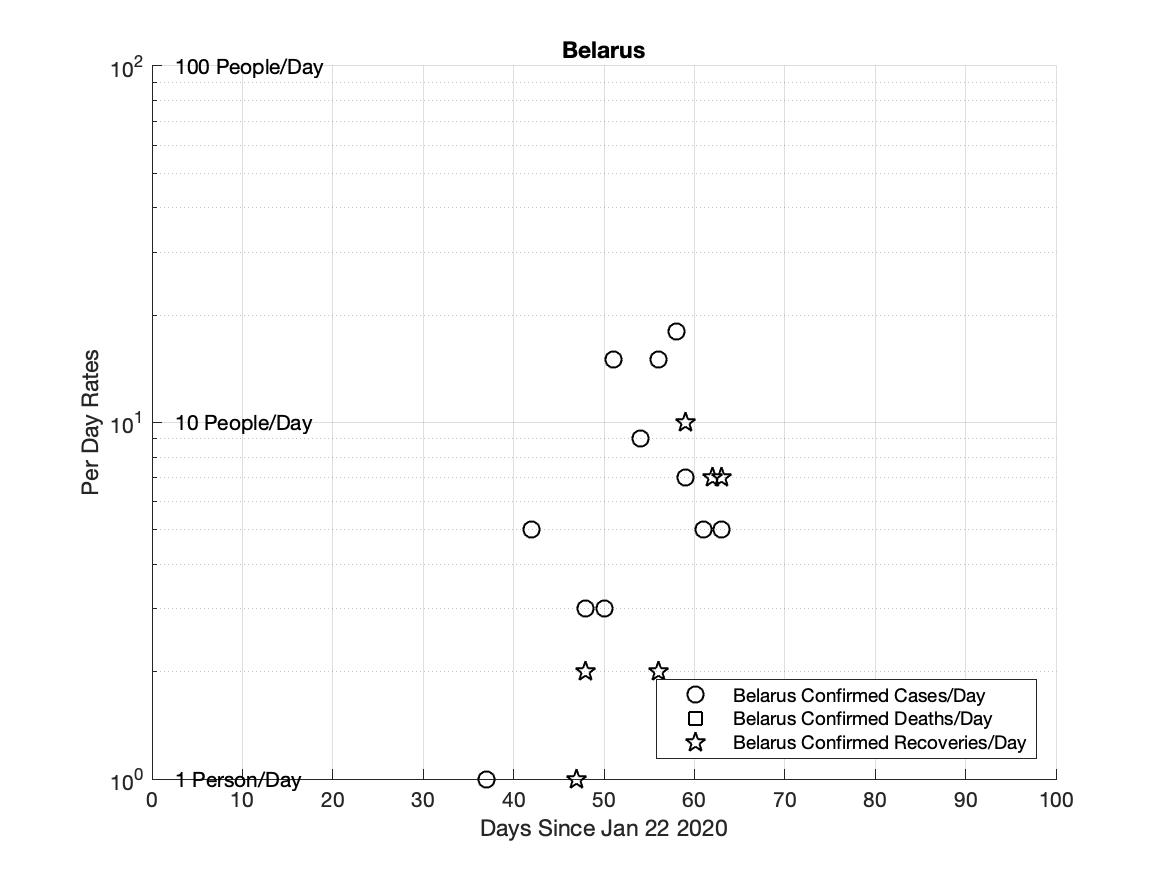 Belarus
10²
100 People/Day
10¹
10 People/Day
Per Day Rates
Belarus Confirmed Cases/Day
Belarus Confirmed Deaths/Day
Belarus Confirmed Recoveries/Day
10⁰
1 Person/Day
0 10 20 30 40 50 60 70 80 90 100
Days Since Jan 22 2020